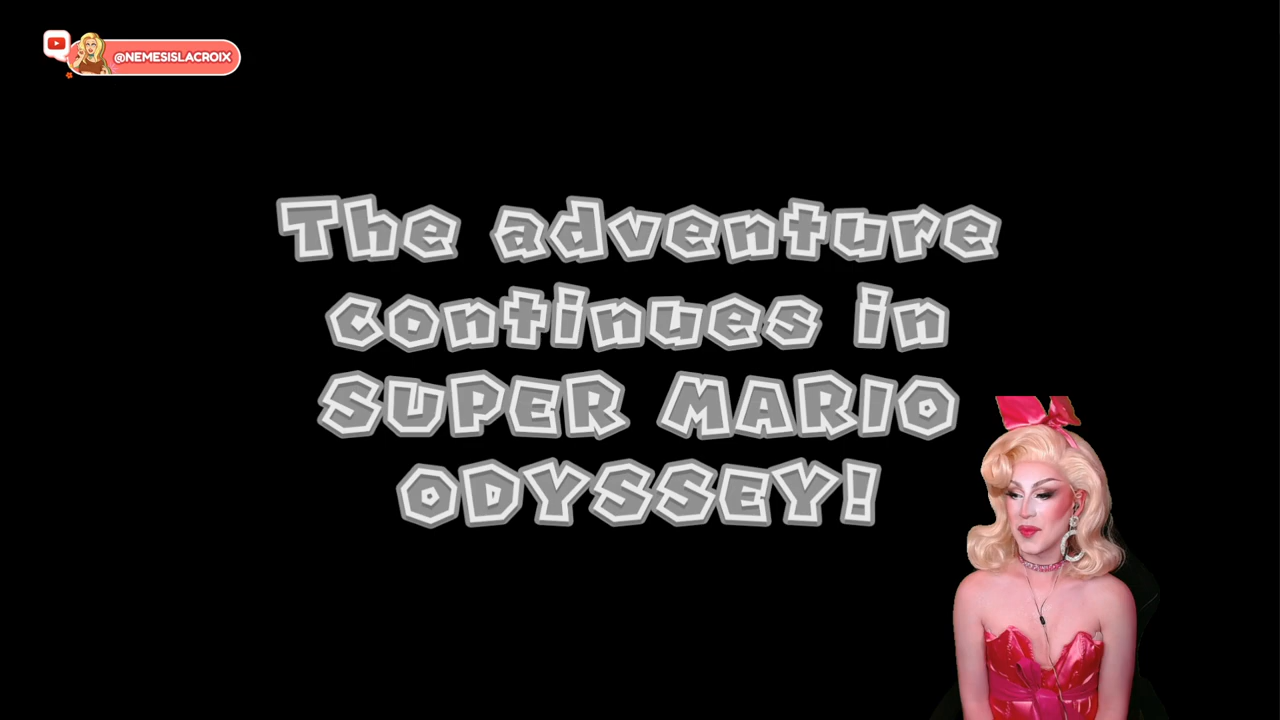 @NEMESISLACROIX
The adventure
continues in
SUPER MARIO
ODYSSEY!